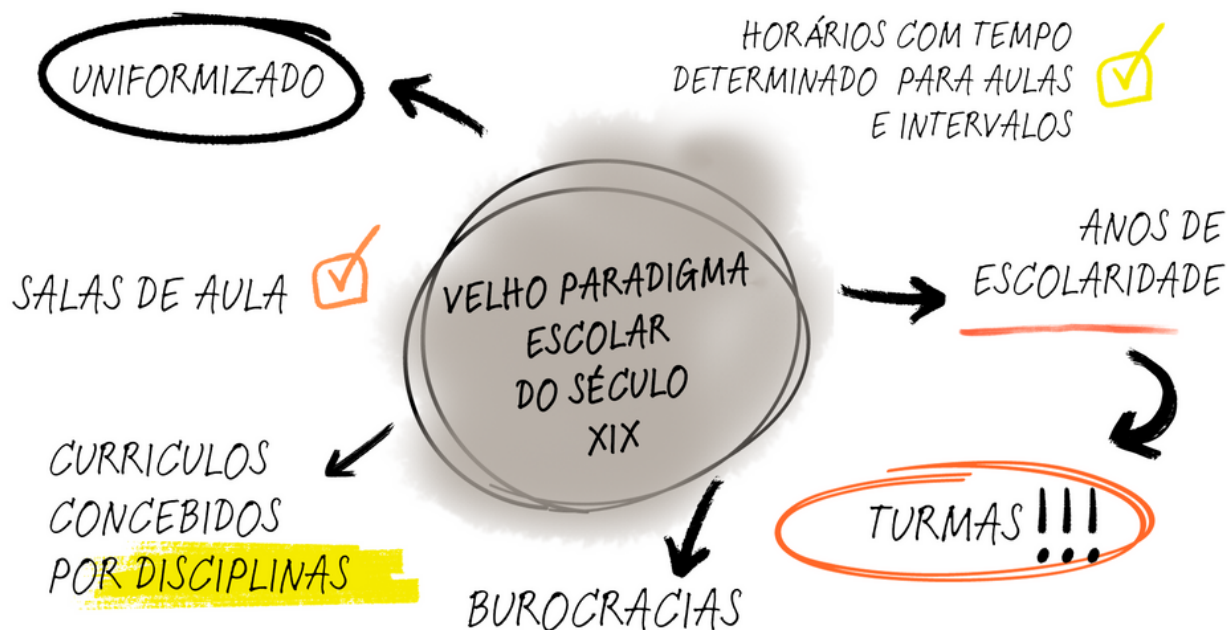 UNIFORMIZADO
HORÁRIOS COM TEMPO
DETERMINADO PARA AULAS
E INTERVALOS
SALAS DE AULA
VELHO PARADIGMA
ESCOLAR
DO SÉCULO
XIX
ANOS DE
ESCOLARIDADE
TURMAS!!!
CURRICULOS
CONCEBIDOS
POR DISCIPLINAS
BUROCRACIAS